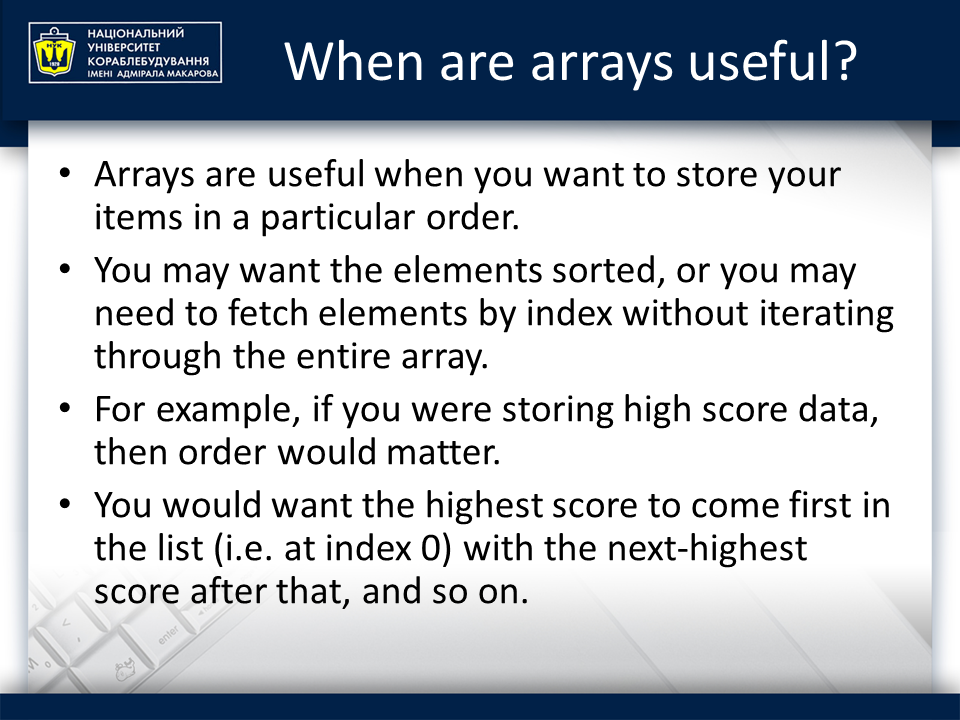 НАЦІОНАЛЬНИЙ
УНІВЕРСИТЕТ
КОРАБЛЕБУДУВАННЯ
ІМЕНІ АДМІРАЛА МАКАРОВА
НУК
1920
When are arrays useful?
• Arrays are useful when you want to store your
items in a particular order.
• You may want the elements sorted, or you may
need to fetch elements by index without iterating
through the entire array.
• For example, if you were storing high score data,
then order would matter.
• You would want the highest score to come first in
the list (i.e. at index 0) with the next-highest
score after that, and so on.
enter